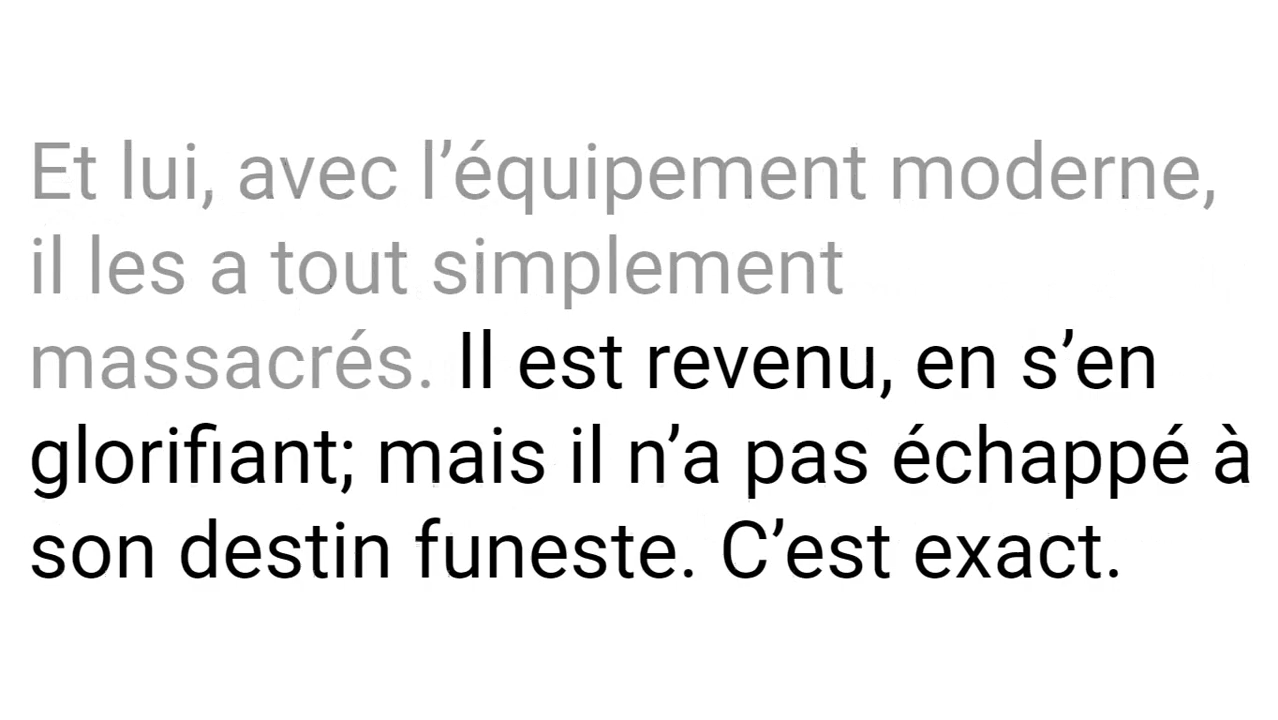 Et lui, avec l’équipement moderne,
il les a tout simplement
massacrés. Il est revenu, en s’en
glorifiant; mais il n’a pas échappé à
son destin funeste. C’est exact.